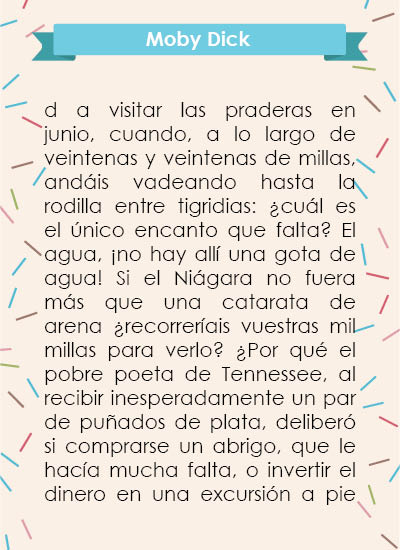 Moby Dick
d a visitar las praderas en
junio, cuando, a lo largo de
veintenas y veintenas de millas,
andáis vadeando hasta la
rodilla entre tigridias: ¿cuál es
el único encanto que falta? El
agua, ¡no hay allí una gota de
agua! Si el Niágara no fuera
más que una catarata de
arena ¿recorreríais vuestras mil
millas para verlo? ¿Por qué el
pobre poeta de Tennessee, al
recibir inesperadamente un par
de puñados de plata, deliberó
si comprarse un abrigo, que le
hacía mucha falta, o invertir el
dinero en una excursión a pie